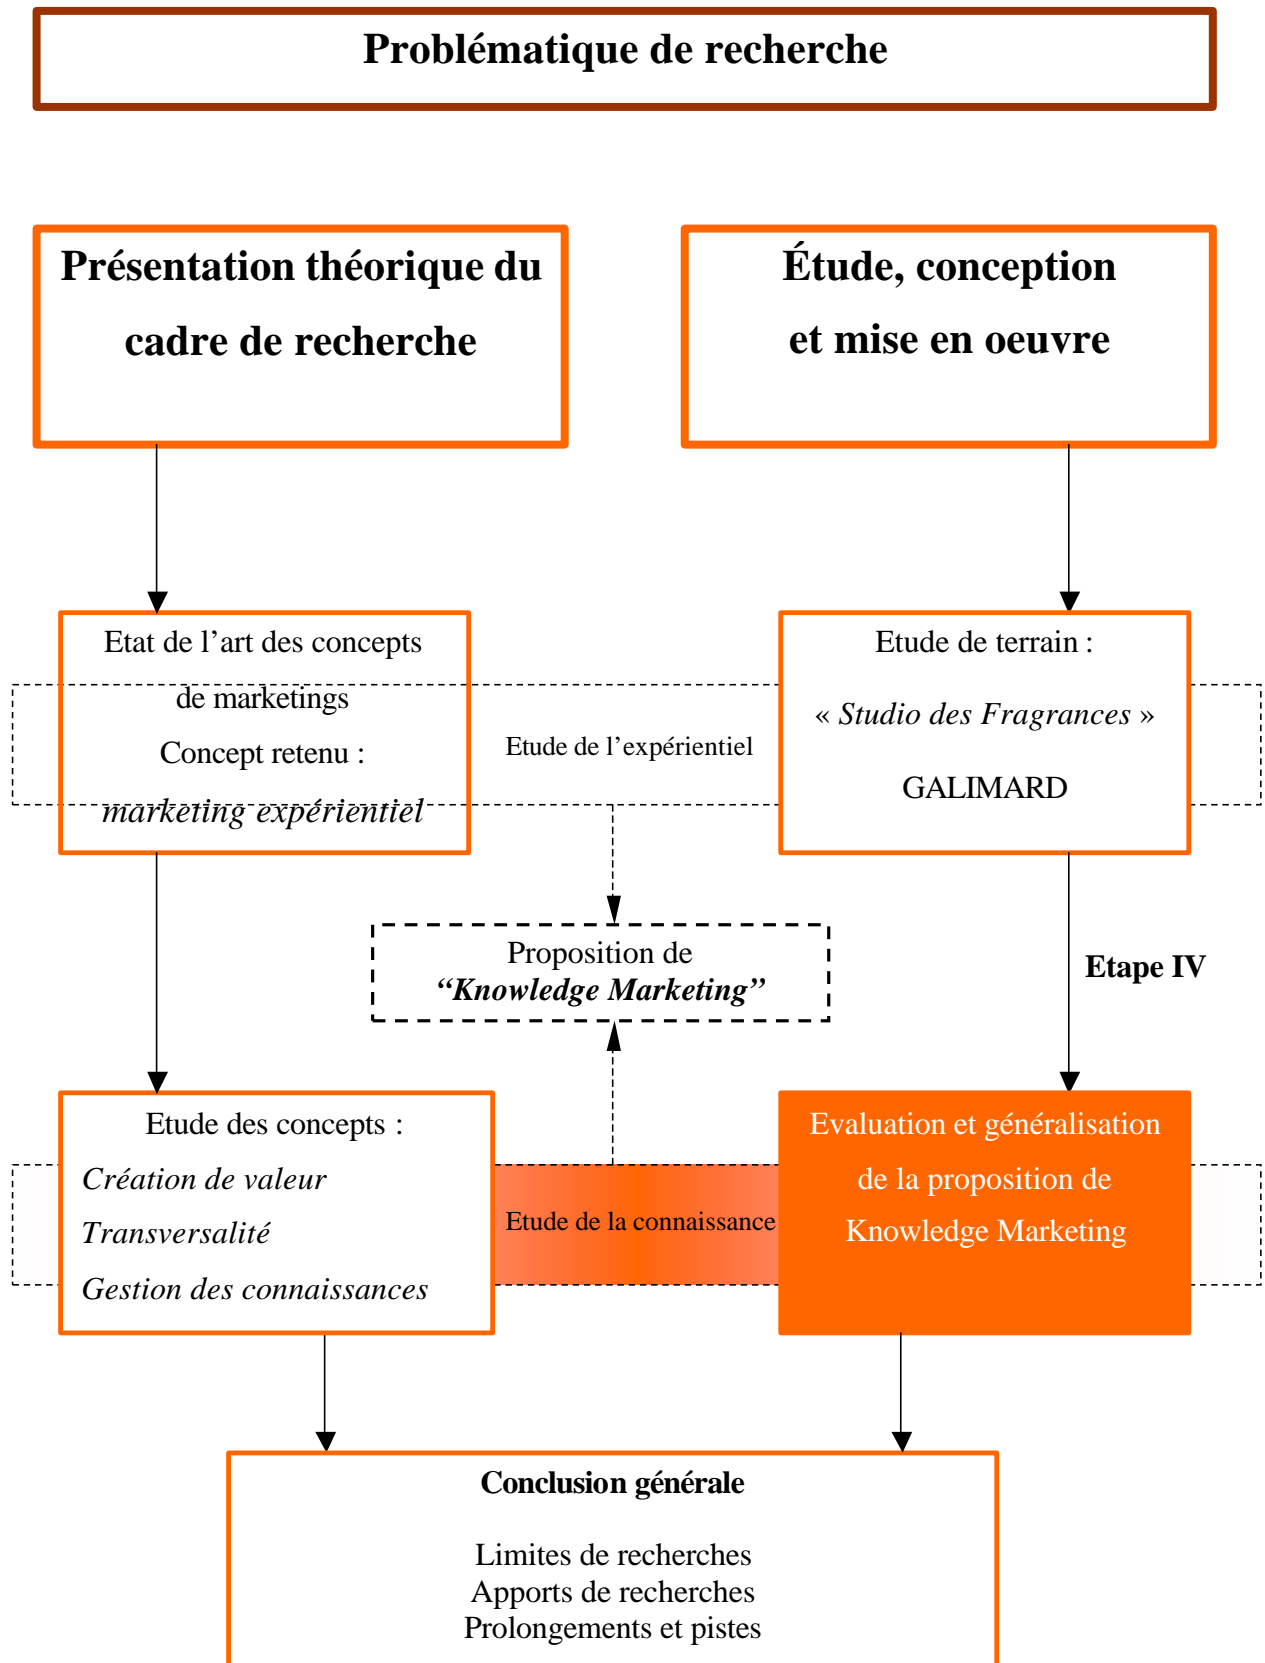 Problématique de recherche
Présentation théorique du
cadre de recherche
Étude, conception
et mise en oeuvre
Etat de l’art des concepts
de marketings
Concept retenu :
marketing expérientiel
Etude de l’expérientiel
Etude de terrain :
« Studio des Fragrances »
GALIMARD
Proposition de
“Knowledge Marketing”
Etape IV
Etude des concepts :
Création de valeur
Transversalité
Gestion des connaissances
Etude de la connaissance
Evaluation et généralisation
de la proposition de
Knowledge Marketing
Conclusion générale
Limites de recherches
Apports de recherches
Prolongements et pistes